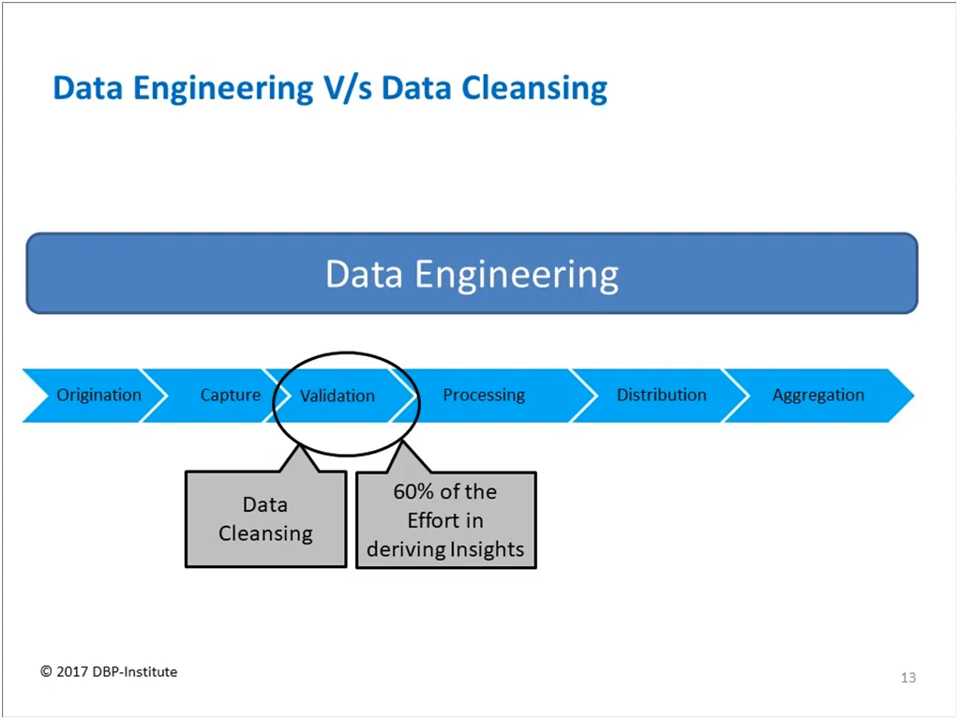 Data Engineering V/s Data Cleansing
Data Engineering
Origination
Capture
Validation
Processing
Distribution
Aggregation
Data
Cleansing
60% of the
Effort in
deriving Insights
© 2017 DBP-Institute
13